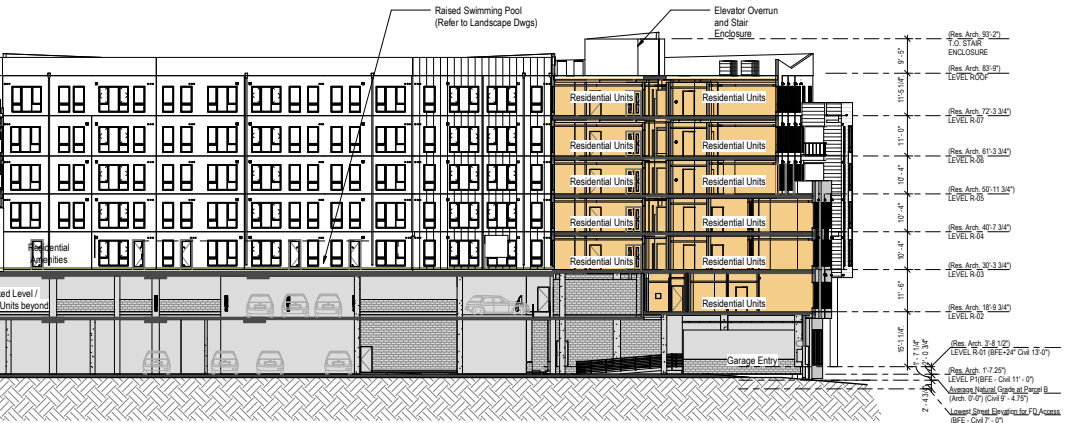 Raised Swimming Pool
(Refer to Landscape Dwgs)
Elevator Overrun
and Stair
Enclosure
(Res. Arch. 93'-2")
T.O. STAIR
ENCLOSURE
9' - 5"
(Res. Arch. 83'-9")
LEVEL ROOF
11'-5 1/4"
Residential Units
Residential Units
(Res. Arch. 72'-3 3/4")
LEVEL R-07
11' - 0"
Residential Units
Residential Units
(Res. Arch. 61'-3 3/4")
LEVEL R-06
10' - 4"
Residential Units
Residential Units
(Res. Arch. 50'-11 3/4")
LEVEL R-05
10' - 4"
Residential Units
Residential Units
(Res. Arch. 40'-7 3/4")
LEVEL R-04
10' - 4"
Residential
Amenities
Residential Units
Residential Units
(Res. Arch. 30'-3 3/4")
LEVEL R-03
11' - 6"
ked Level /
Units beyond
Residential Units
(Res. Arch. 18'-9 3/4")
LEVEL R-02
15'-1 1/4"
Garage Entry
(Res. Arch. 3'-8 1/2")
LEVEL R-01 (BFE+24" Civil 13'-0")
(Res. Arch. 1'-7.25")
LEVEL P1(BFE - Civil 11' - 0")
Average Natural Grade at Parcel B
(Arch. 0'-0") (Civil 9' - 4.75")
Lowest Street Elevation for FD Access
(BFE - Civil 7' - 0")